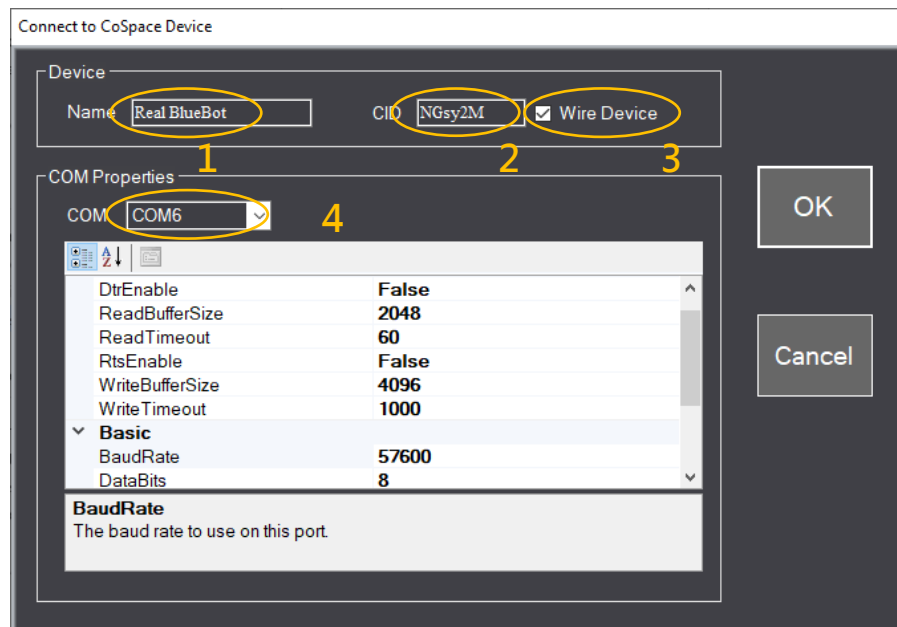 Connect to CoSpace Device
Device
Name Real BlueBot CID NGsy2M Wire Device
1 2 3
COM Properties
COM COM6 4
DtrEnable False
ReadBufferSize 2048
ReadTimeout 60
RtsEnable False
WriteBufferSize 4096
WriteTimeout 1000
Basic
BaudRate 57600
DataBits 8
BaudRate
The baud rate to use on this port.
OK
Cancel